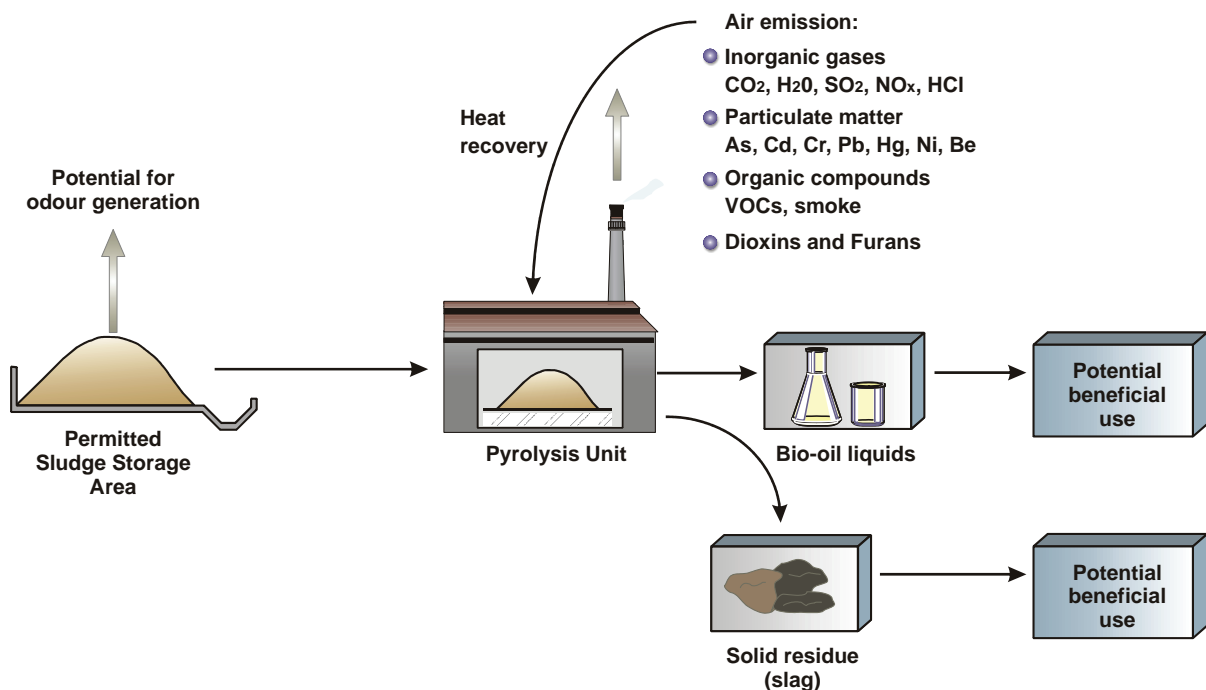 Air emission:
Inorganic gases
CO2, H20, SO2, NOx, HCl
Particulate matter
As, Cd, Cr, Pb, Hg, Ni, Be
Organic compounds
VOCs, smoke
Dioxins and Furans
Heat
recovery
Potential for
odour generation
Permitted
Sludge Storage
Area
Pyrolysis Unit
Bio-oil liquids
Potential
beneficial
use
Solid residue
(slag)
Potential
beneficial
use